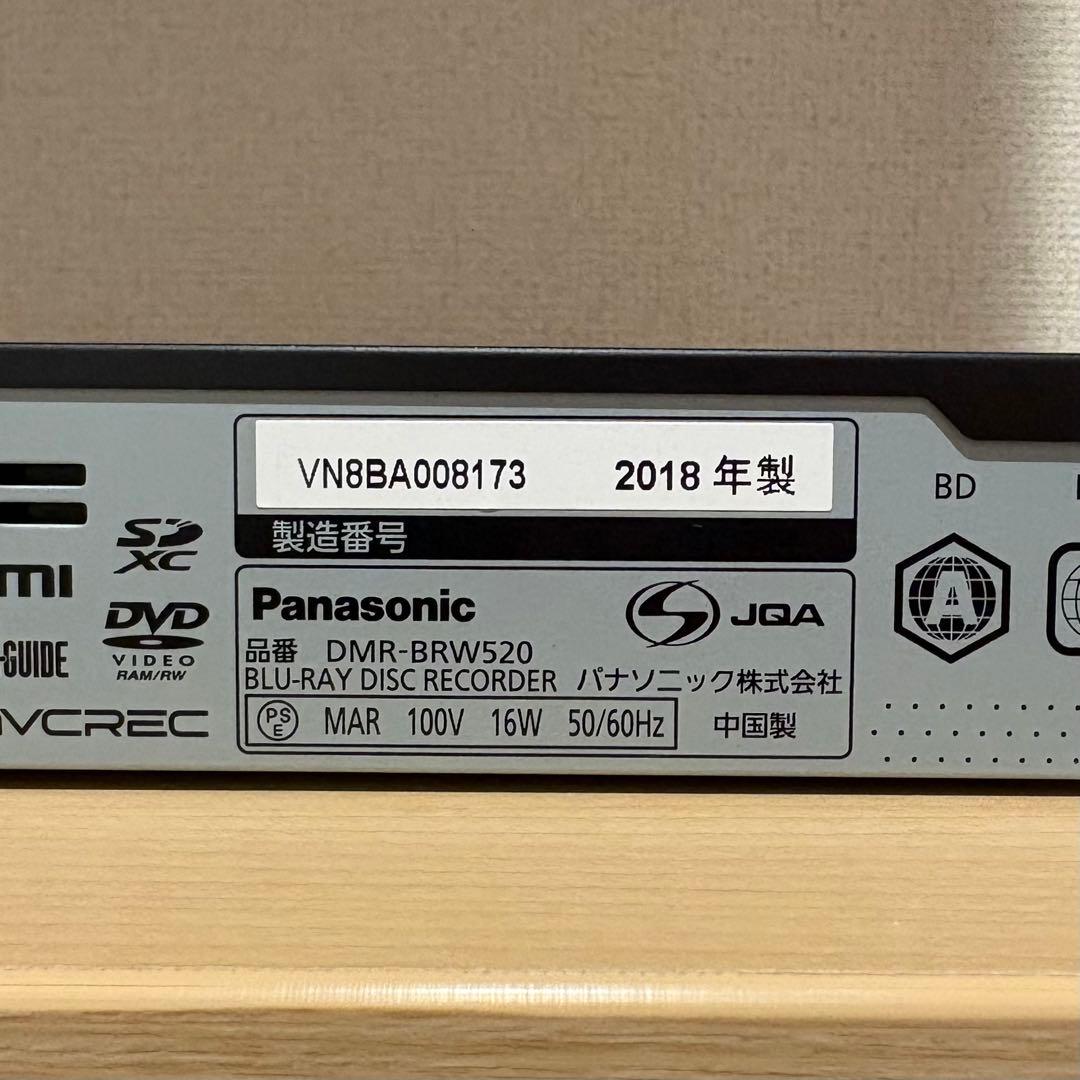 VN8BA008173 2018 年製
製造番号
Panasonic
JQA
品番 DMR-BRW520
BLU-RAY DISC RECORDER パナソニック株式会社
PSE MAR 100V 16W 50/60Hz 中国製
SD
XC
mi
DVD
VIDEO
RAM/RW
-GUIDE
VCREC
BD
A